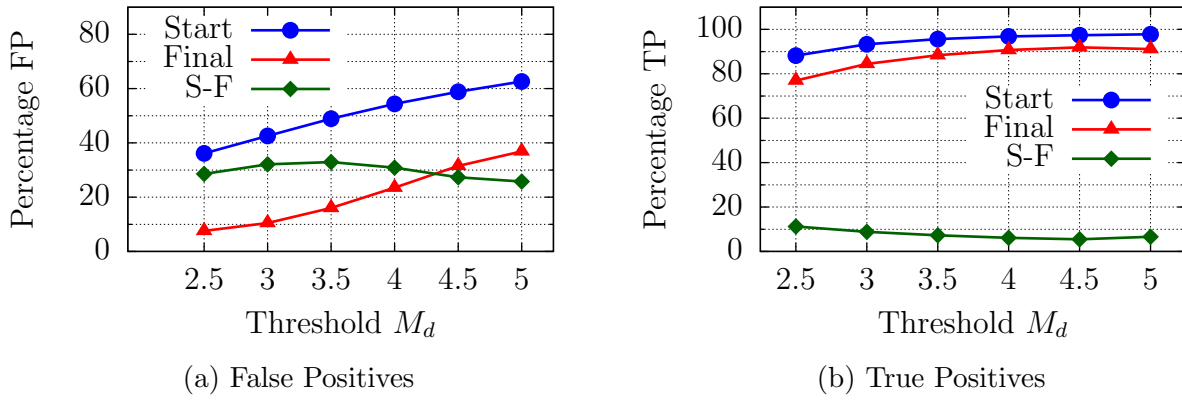 Percentage FP
80
60
40
20
0
Start
Final
S-F
2.5 3 3.5 4 4.5 5
Threshold M_d
(a) False Positives
Percentage TP
100
80
60
40
20
0
Start
Final
S-F
2.5 3 3.5 4 4.5 5
Threshold M_d
(b) True Positives